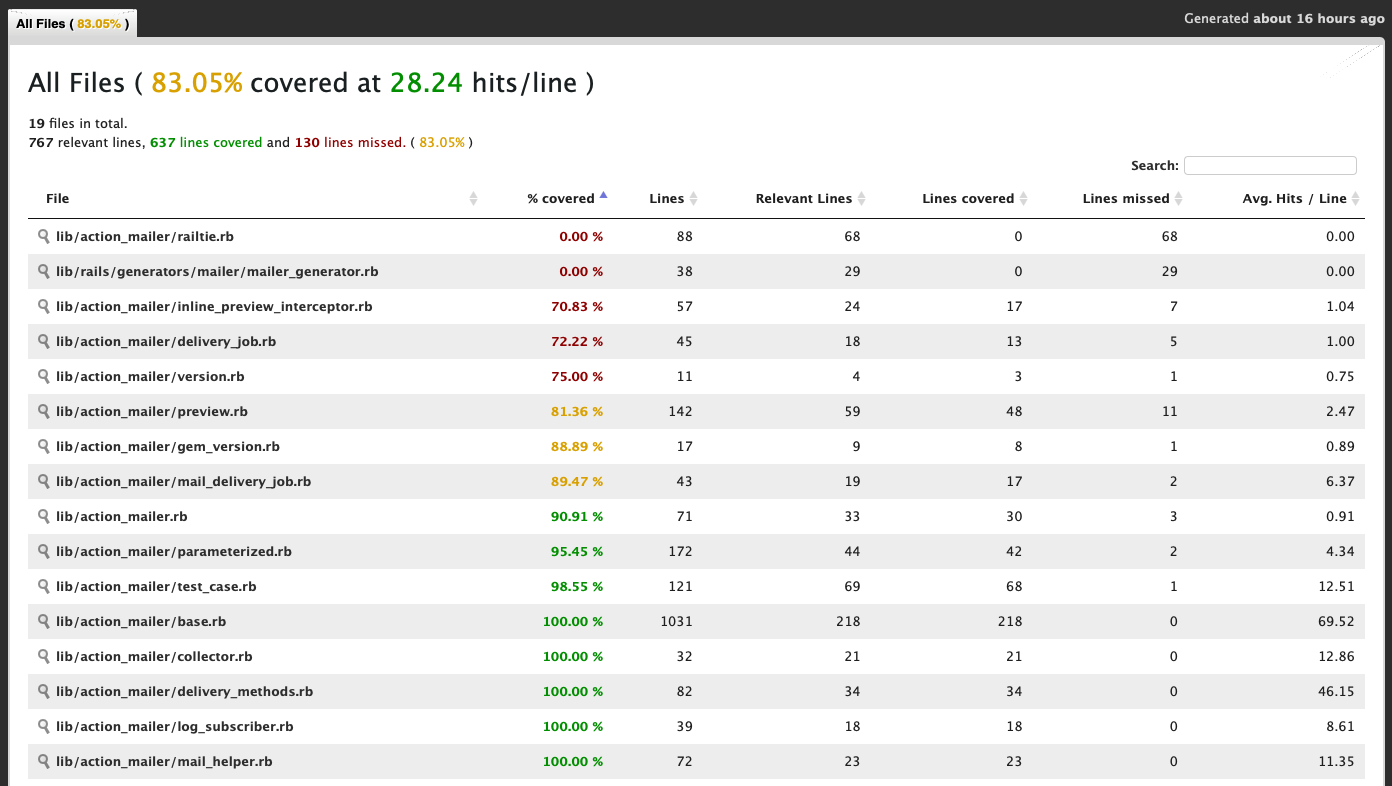 All Files ( 83.05% )
Generated about 16 hours ago
All Files ( 83.05% covered at 28.24 hits/line )
19 files in total.
767 relevant lines, 637 lines covered and 130 lines missed. ( 83.05% )
Search:
File % covered Lines Relevant Lines Lines covered Lines missed Avg. Hits / Line
lib/action_mailer/railtie.rb 0.00 % 88 68 0 68 0.00
lib/rails/generators/mailer/mailer_generator.rb 0.00 % 38 29 0 29 0.00
lib/action_mailer/inline_preview_interceptor.rb 70.83 % 57 24 17 7 1.04
lib/action_mailer/delivery_job.rb 72.22 % 45 18 13 5 1.00
lib/action_mailer/version.rb 75.00 % 11 4 3 1 0.75
lib/action_mailer/preview.rb 81.36 % 142 59 48 11 2.47
lib/action_mailer/gem_version.rb 88.89 % 17 9 8 1 0.89
lib/action_mailer/mail_delivery_job.rb 89.47 % 43 19 17 2 6.37
lib/action_mailer.rb 90.91 % 71 33 30 3 0.91
lib/action_mailer/parameterized.rb 95.45 % 172 44 42 2 4.34
lib/action_mailer/test_case.rb 98.55 % 121 69 68 1 12.51
lib/action_mailer/base.rb 100.00 % 1031 218 218 0 69.52
lib/action_mailer/collector.rb 100.00 % 32 21 21 0 12.86
lib/action_mailer/delivery_methods.rb 100.00 % 82 34 34 0 46.15
lib/action_mailer/log_subscriber.rb 100.00 % 39 18 18 0 8.61
lib/action_mailer/mail_helper.rb 100.00 % 72 23 23 0 11.35